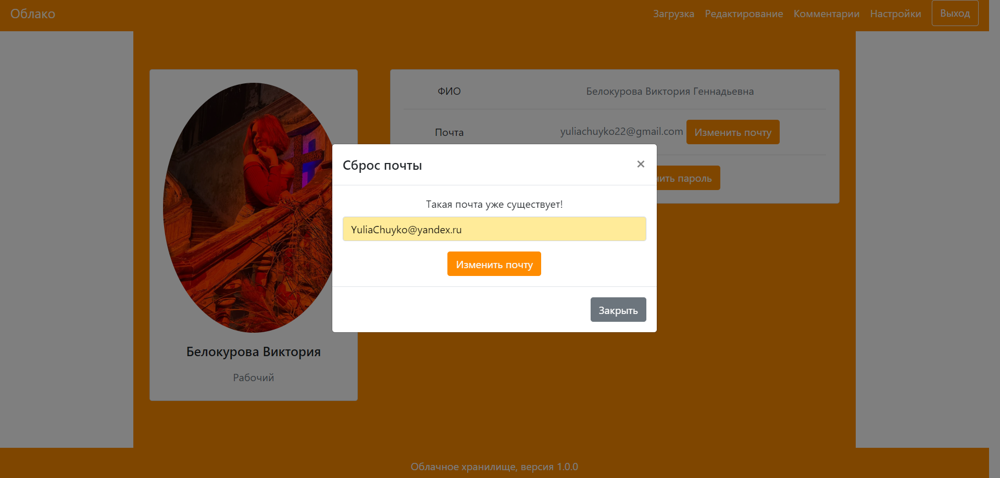 Облако
Загрузка Редактирование Комментарии Настройки Выход
ФИО Белокурова Виктория Геннадьевна
Почта yuliachuyko22@gmail.com Изменить почту
пароль
Сброс почты ×
Такая почта уже существует!
YuliaChuyko@yandex.ru
Изменить почту
Закрыть
Белокурова Виктория
Рабочий
Облачное хранилище, версия 1.0.0